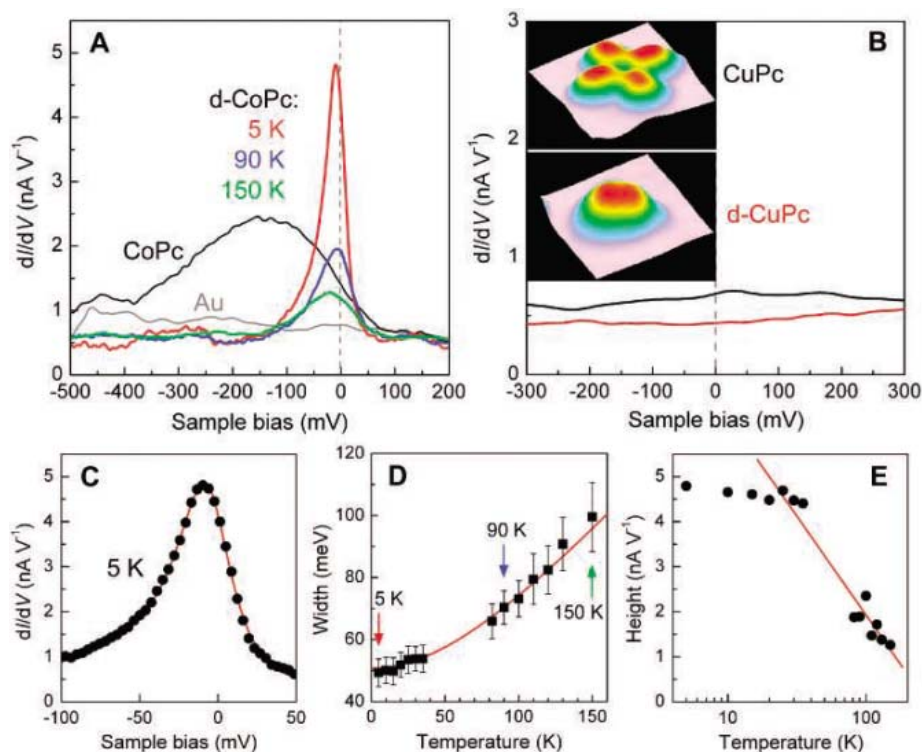 A
d-CoPc:
5 K
90 K
150 K
CoPc
Au
dI/dV (nA V⁻¹)
5
4
3
2
1
0
-500 -400 -300 -200 -100 0 100 200
Sample bias (mV)
B
CuPc
d-CuPc
dI/dV (nA V⁻¹)
3
2
1
0
-300 -200 -100 0 100 200 300
Sample bias (mV)
C
5 K
dI/dV (nA V⁻¹)
5
4
3
2
1
0
-100 -50 0 50
Sample bias (mV)
D
5 K
90 K
150 K
Width (meV)
120
100
80
60
40
0 50 100 150
Temperature (K)
E
Height (nA V⁻¹)
5
4
3
2
1
0
10 100
Temperature (K)